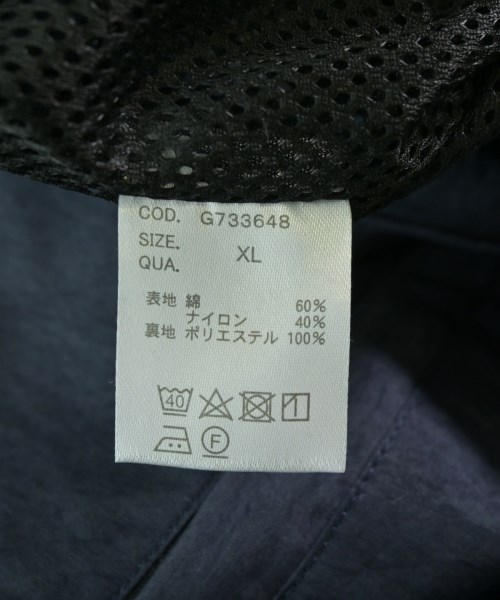 COD. G733648
SIZE. XL
QUA.
表地 綿 60%
ナイロン 40%
裏地 ポリエステル 100%
40
F